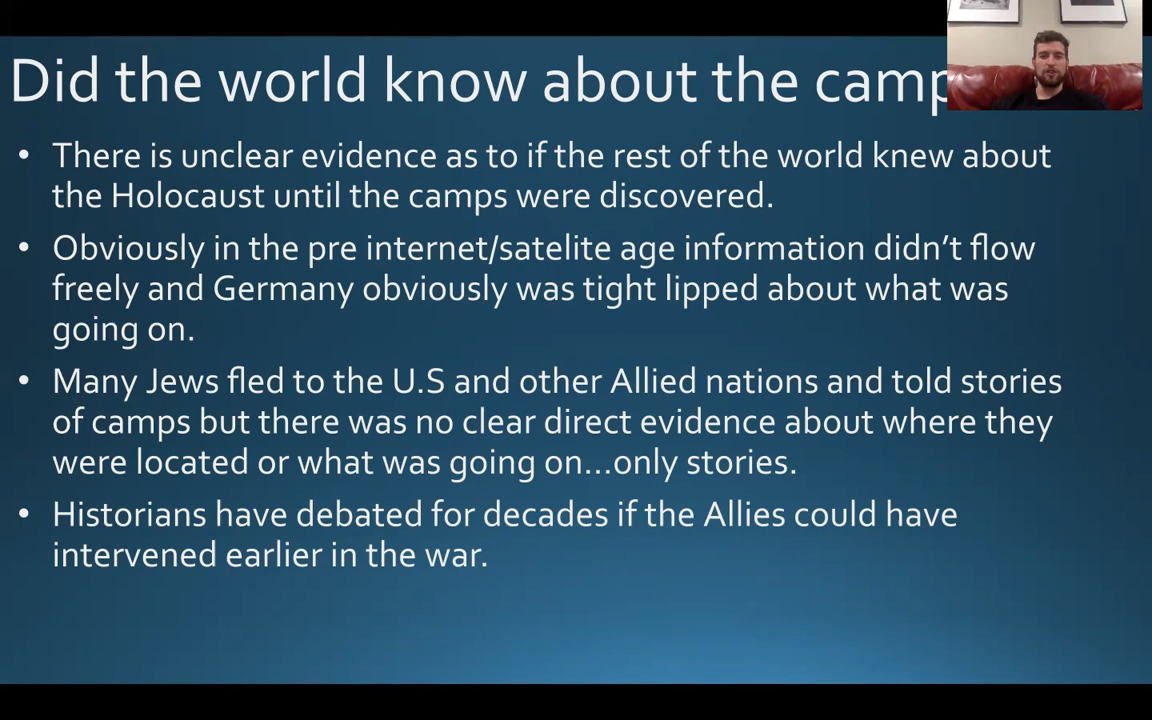 Did the world know about the camp
• There is unclear evidence as to if the rest of the world knew about
the Holocaust until the camps were discovered.
• Obviously in the pre internet/satelite age information didn't flow
freely and Germany obviously was tight lipped about what was
going on.
• Many Jews fled to the U.S and other Allied nations and told stories
of camps but there was no clear direct evidence about where they
were located or what was going on...only stories.
• Historians have debated for decades if the Allies could have
intervened earlier in the war.